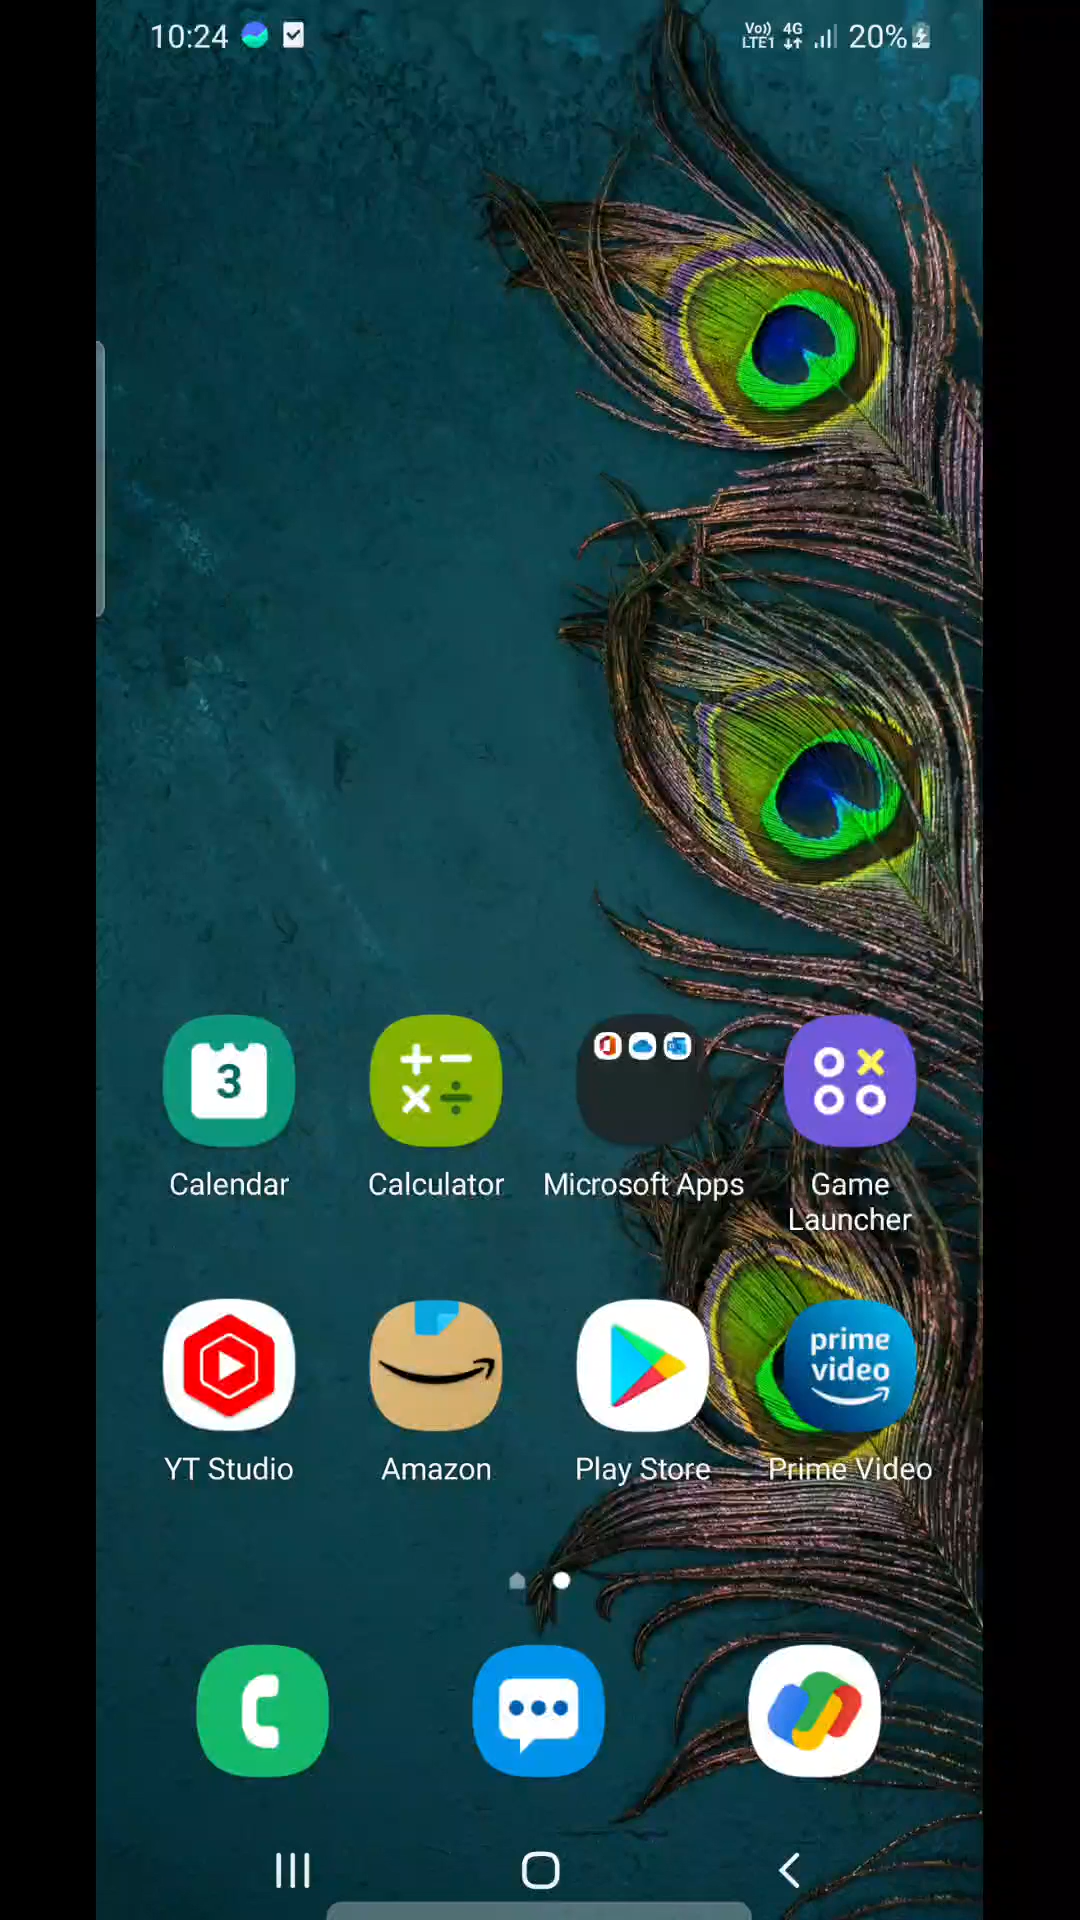 10:24
Vo)) LTE1 4G 20%
3
Calendar
Calculator
Microsoft Apps
Game
Launcher
prime
video
YT Studio
Amazon
Play Store
Prime Video